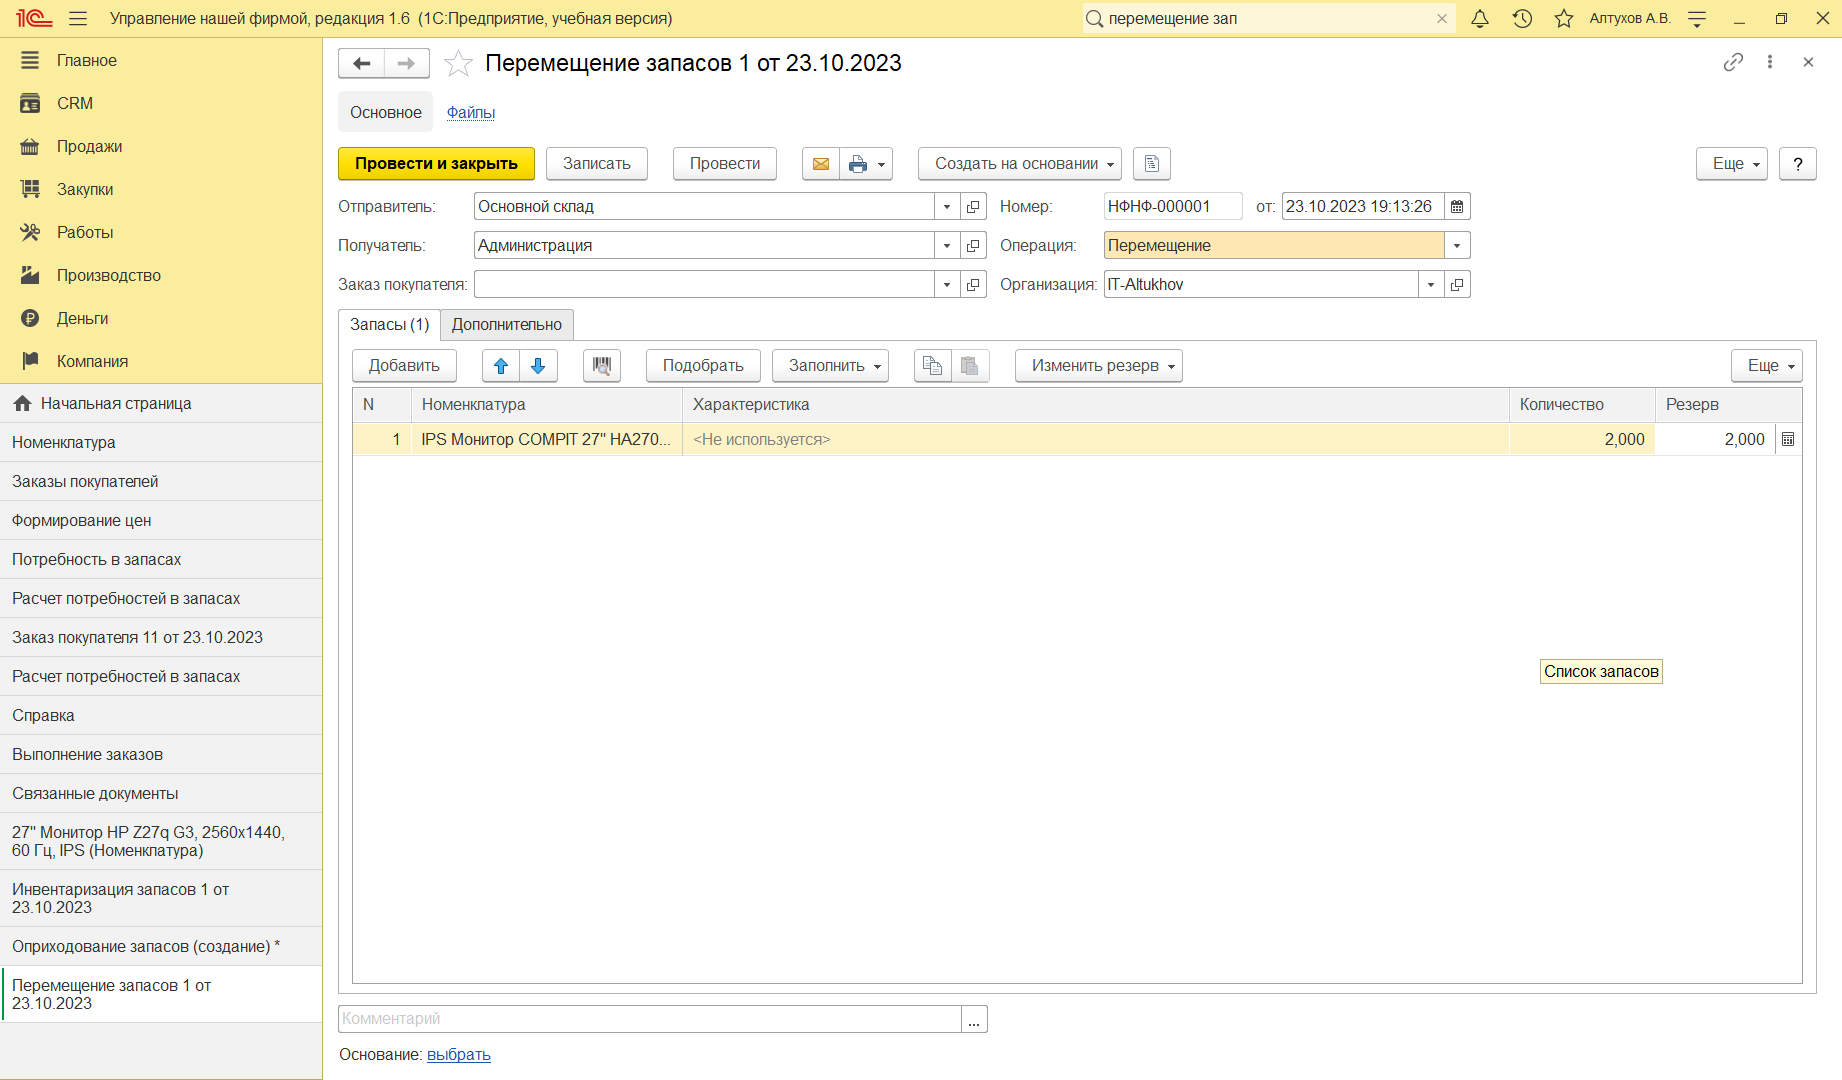 Управление нашей фирмой, редакция 1.6 (1С:Предприятие, учебная версия)
перемещение зап
Алтухов А.В.
Главное
CRM
Продажи
Закупки
Работы
Производство
Деньги
Компания
Начальная страница
Номенклатура
Заказы покупателей
Формирование цен
Потребность в запасах
Расчет потребностей в запасах
Заказ покупателя 11 от 23.10.2023
Расчет потребностей в запасах
Справка
Выполнение заказов
Связанные документы
27" Монитор HP Z27q G3, 2560x1440,
60 Гц, IPS (Номенклатура)
Инвентаризация запасов 1 от
23.10.2023
Оприходование запасов (создание) *
Перемещение запасов 1 от
23.10.2023
Перемещение запасов 1 от 23.10.2023
Основное Файлы
Провести и закрыть Записать Провести Создать на основании Еще ?
Отправитель: Основной склад Номер: НФНФ-000001 от: 23.10.2023 19:13:26
Получатель: Администрация Операция: Перемещение
Заказ покупателя: Организация: IT-Altukhov
Запасы (1) Дополнительно
Добавить Подобрать Заполнить Изменить резерв Еще
N Номенклатура Характеристика Количество Резерв
1 IPS Монитор COMPIT 27" HA270... <Не используется> 2,000 2,000
Список запасов
Комментарий ...
Основание: выбрать